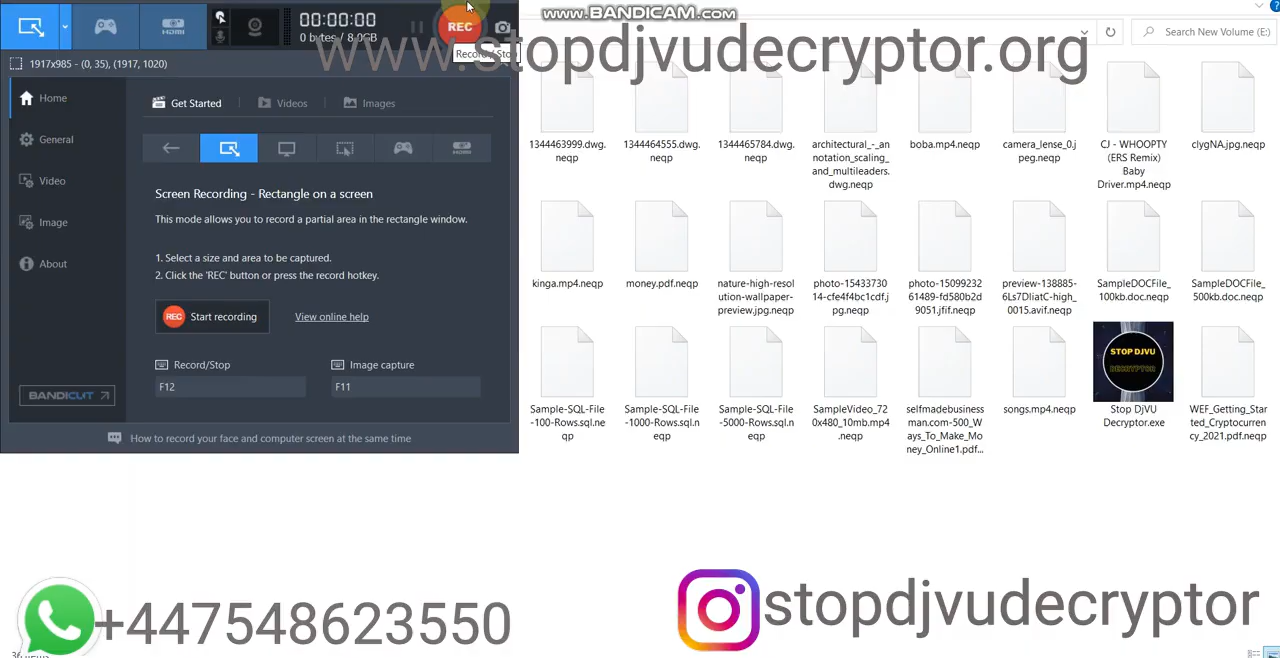 00:00:00
0 bytes / 8.0GB
REC
HDMI
www.BANDICAM.com
www.stopdjvudecryptor.org
Search New Volume (E:)
1917x985 - (0, 35), (1917, 1020)
Home
General
Video
Image
About
BANDICUT
Get Started
Videos
Images
Screen Recording - Rectangle on a screen
This mode allows you to record a partial area in the rectangle window.
1. Select a size and area to be captured.
2. Click the 'REC' button or press the record hotkey.
REC
Start recording
View online help
Record/Stop
Image capture
F12
F11
How to record your face and computer screen at the same time
1344463999.dwg.
neqp
1344464555.dwg.
neqp
1344465784.dwg.
neqp
architectural_-_an
notation_scaling_
and_multileaders.
dwg.neqp
boba.mp4.neqp
camera_lense_0.j
peg.neqp
CJ - WHOOPTY
(ERS Remix)
Baby
Driver.mp4.neqp
clygNA.jpg.neqp
kinga.mp4.neqp
money.pdf.neqp
nature-high-resol
ution-wallpaper-
preview.jpg.neqp
photo-15433730
14-cfe4f4bc1cdf.j
pg.neqp
photo-15099232
61489-fd580b2d
9051.jfif.neqp
preview-138885-
6Ls7DliatC-high_
0015.avif.neqp
SampleDOCFile_
100kb.doc.neqp
SampleDOCFile_
500kb.doc.neqp
Sample-SQL-File
-100-Rows.sql.ne
qp
Sample-SQL-File
-1000-Rows.sql.n
eqp
Sample-SQL-File
-5000-Rows.sql.n
eqp
SampleVideo_72
0x480_10mb.mp4
.neqp
selfmadebusiness
man.com-500_W
ays_To_Make_Mo
ney_Online1.pdf...
songs.mp4.neqp
STOP DJVU
DECRYPTOR
Stop DjVU
Decryptor.exe
WEF_Getting_Star
ted_Cryptocurren
cy_2021.pdf.neqp
+447548623550
stopdjvudecryptor